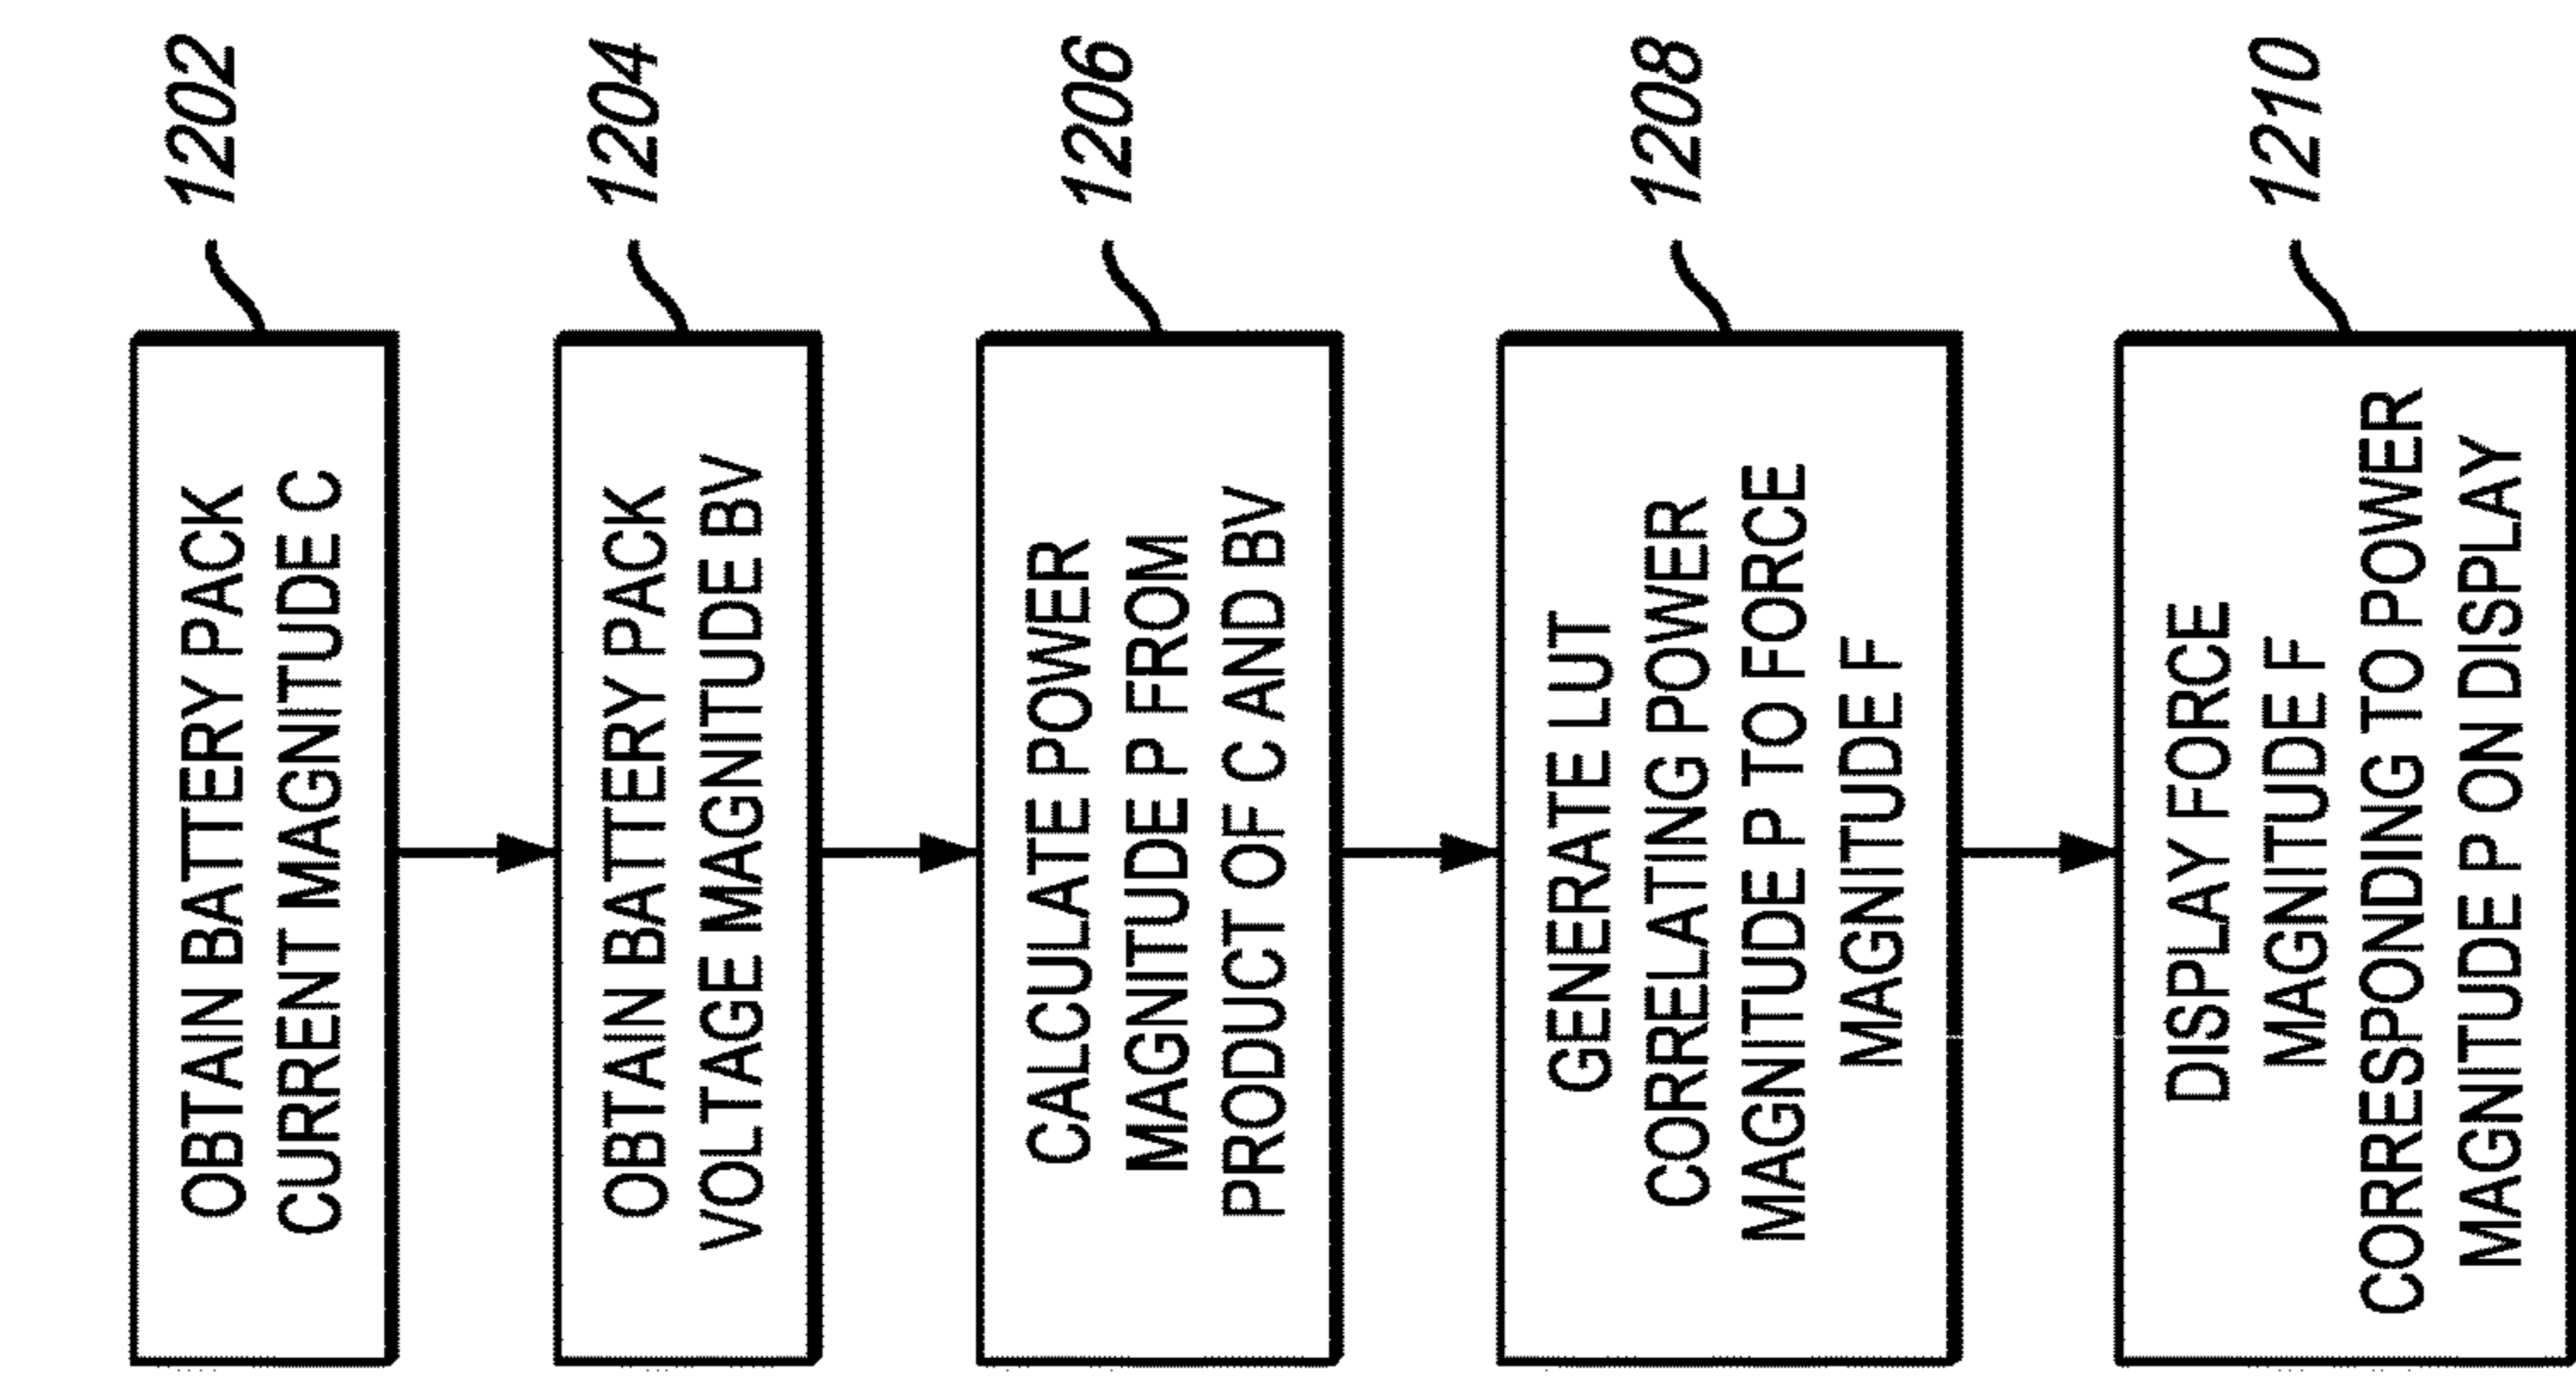 OBTAIN BATTERY PACK
CURRENT MAGNITUDE C
1202
OBTAIN BATTERY PACK
VOLTAGE MAGNITUDE BV
1204
CALCULATE POWER
MAGNITUDE P FROM
PRODUCT OF C AND BV
1206
GENERATE LUT
CORRELATING POWER
MAGNITUDE P TO FORCE
MAGNITUDE F
1208
DISPLAY FORCE
MAGNITUDE F
CORRESPONDING TO POWER
MAGNITUDE P ON DISPLAY
1210